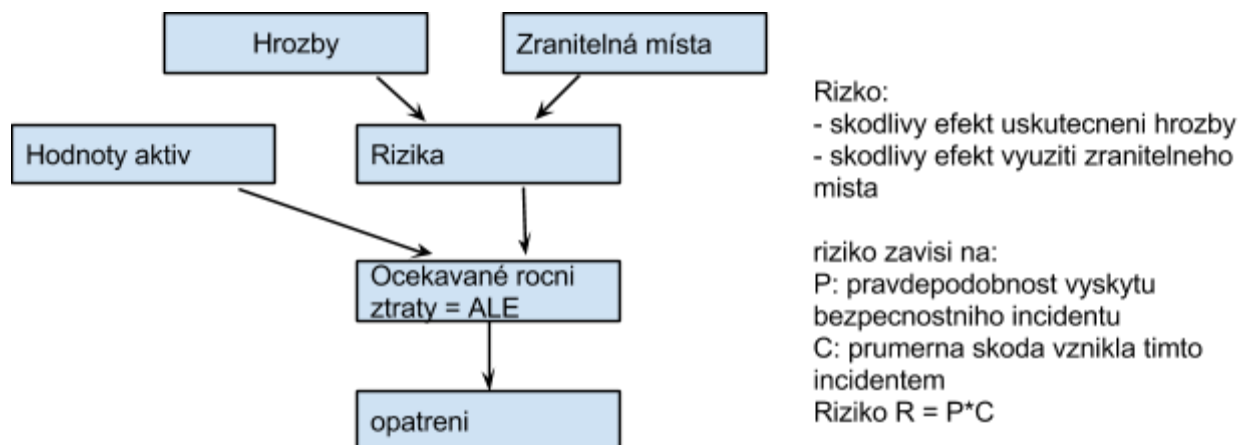 Hrozby
Zranitelná místa
Hodnoty aktiv
Rizika
Ocekavané rocni
ztraty = ALE
opatreni
Rizko:
- skodlivy efekt uskutecneni hrozby
- skodlivy efekt vyuziti zranitelneho
mista
riziko zavisi na:
P: pravdepodobnost vyskytu
bezpecnostniho incidentu
C: prumerna skoda vznikla timto
incidentem
Riziko R = P*C